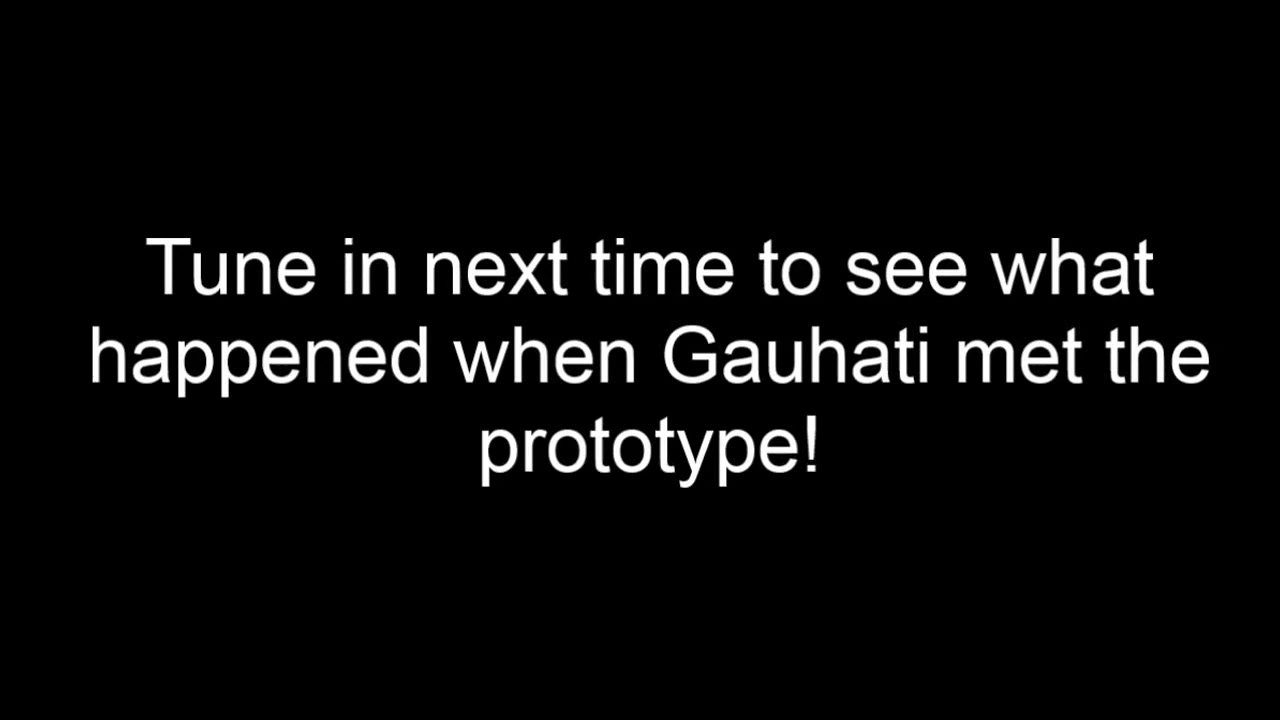 Tune in next time to see what
happened when Gauhati met the
prototype!